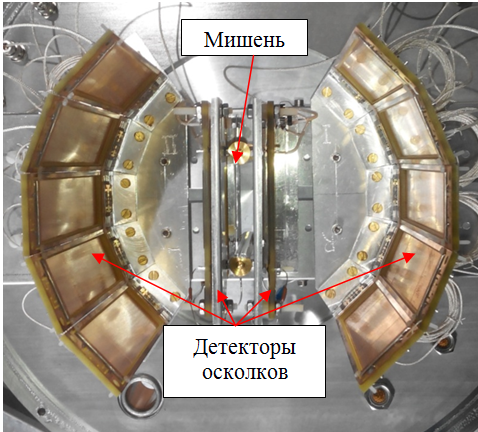 Мишень
Детекторы
осколков